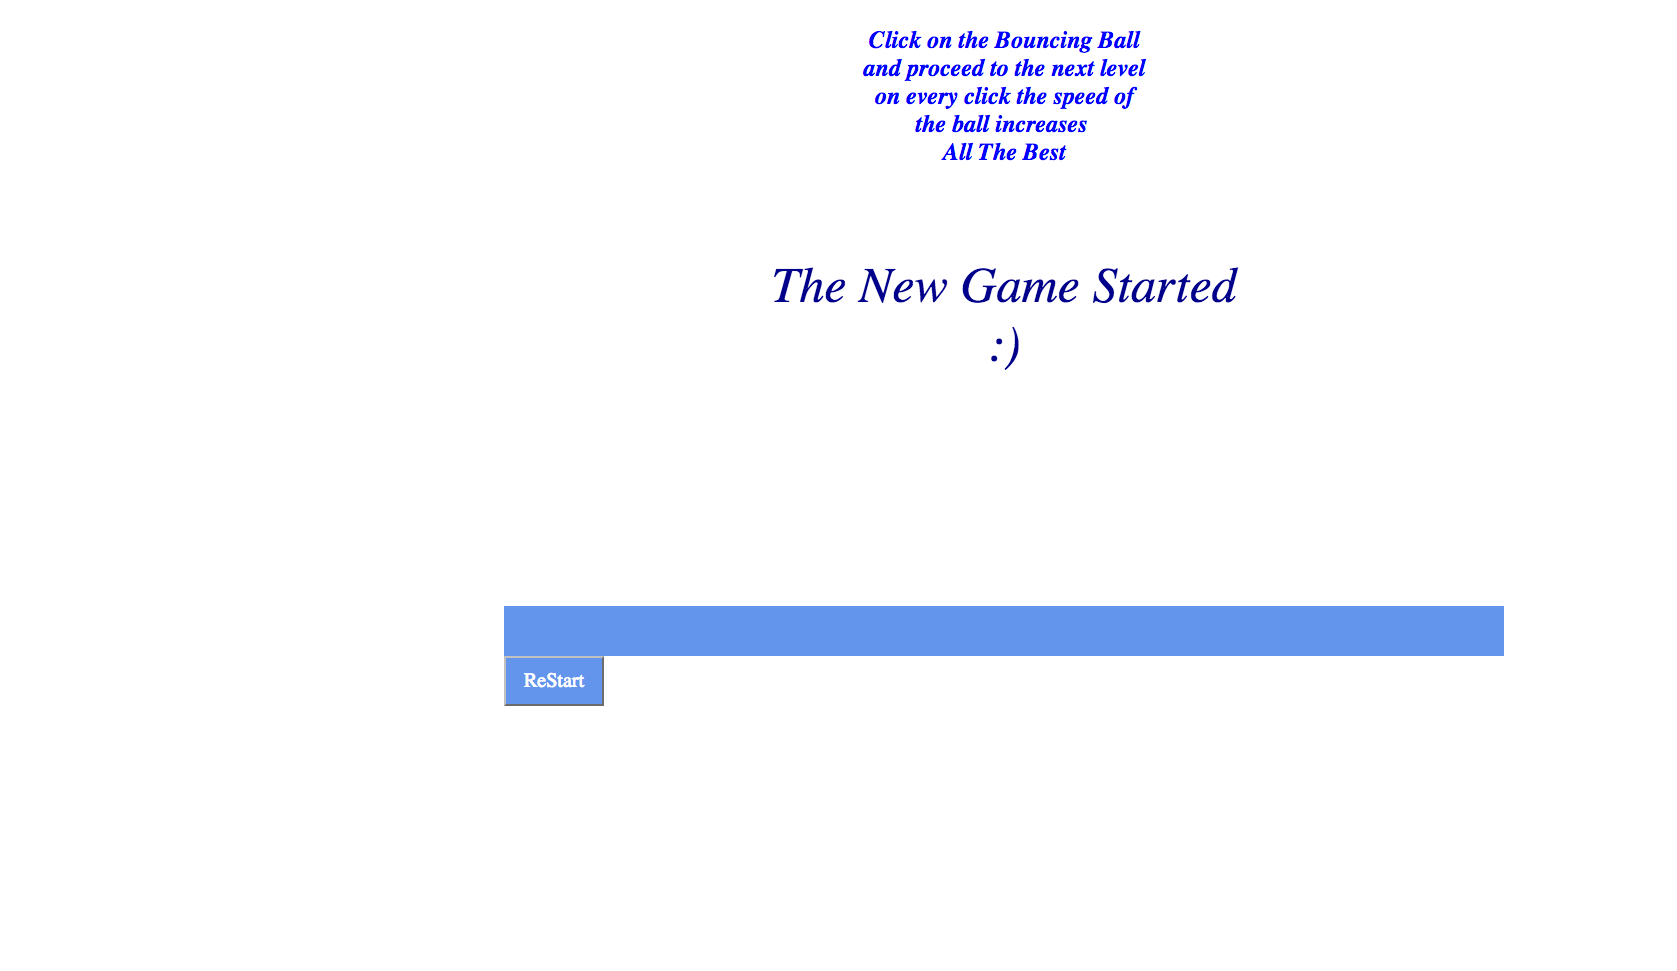 Click on the Bouncing Ball
and proceed to the next level
on every click the speed of
the ball increases
All The Best
The New Game Started
:)
ReStart